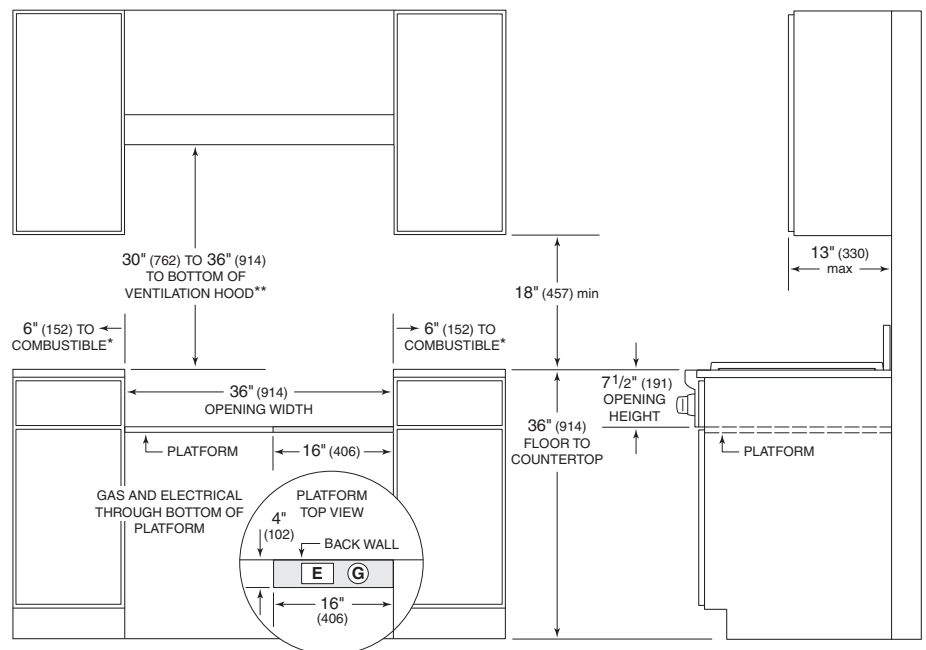 30" (762) TO 36" (914)
TO BOTTOM OF
VENTILATION HOOD**
13" (330)
max
18" (457) min
6" (152) TO
COMBUSTIBLE*
6" (152) TO
COMBUSTIBLE*
36" (914)
OPENING WIDTH
7 1/2" (191)
OPENING
HEIGHT
36" (914)
FLOOR TO
COUNTERTOP
PLATFORM
16" (406)
PLATFORM
GAS AND ELECTRICAL
THROUGH BOTTOM OF
PLATFORM
PLATFORM
TOP VIEW
4"
(102)
BACK WALL
E G
16"
(406)